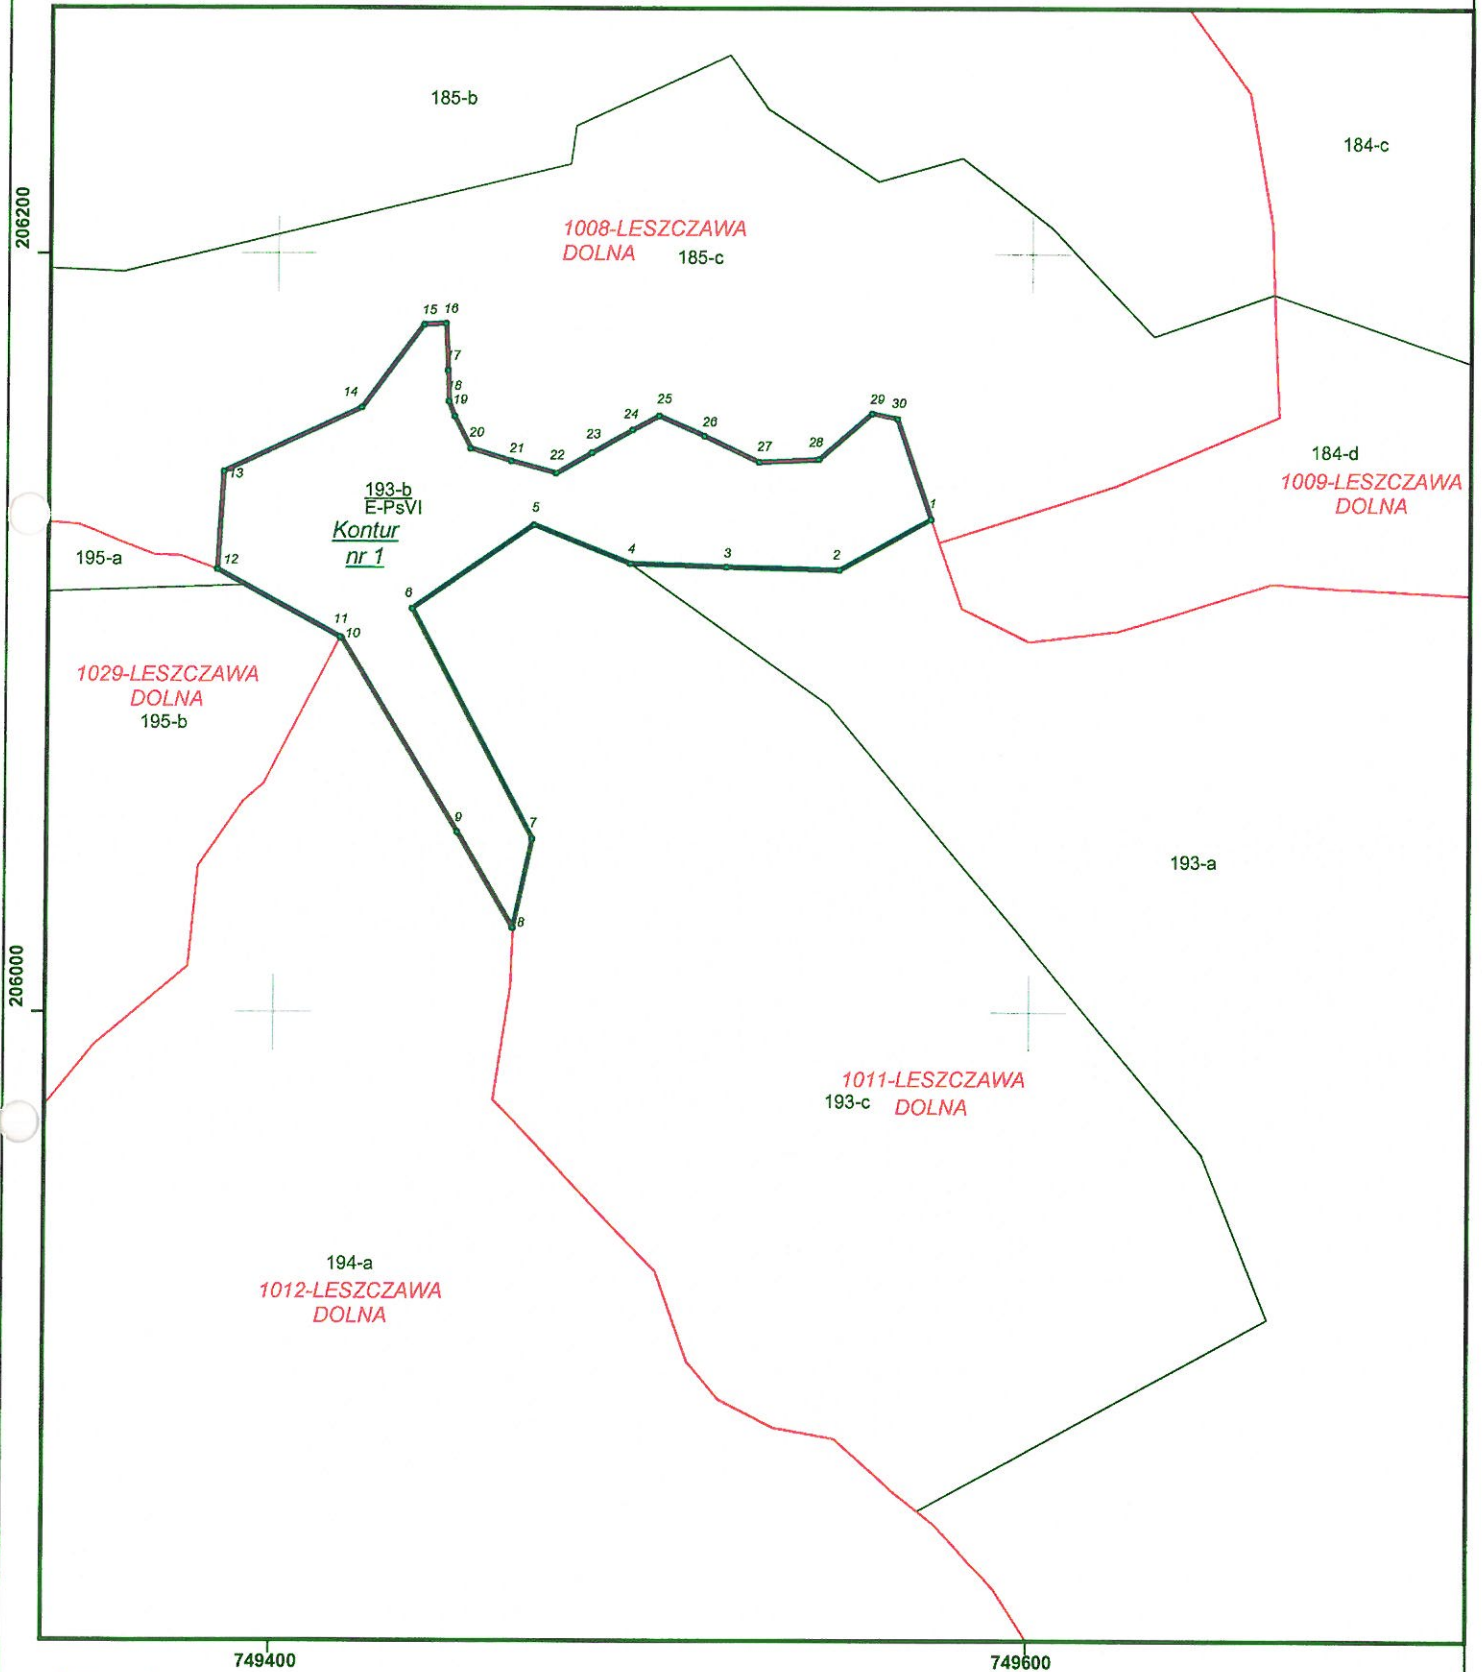 185-b
184-c
206200
1008-LESZCZAWA
DOLNA
185-c
15
16
17
18
19
14
20
21
22
23
24
25
26
27
28
29
30
13
193-b
E-PsVI
Kontur
nr 1
184-d
1009-LESZCZAWA
DOLNA
1
2
3
4
5
6
195-a
12
11
10
1029-LESZCZAWA
DOLNA
195-b
9
7
8
193-a
206000
1011-LESZCZAWA
193-c
DOLNA
194-a
1012-LESZCZAWA
DOLNA
749400
749600